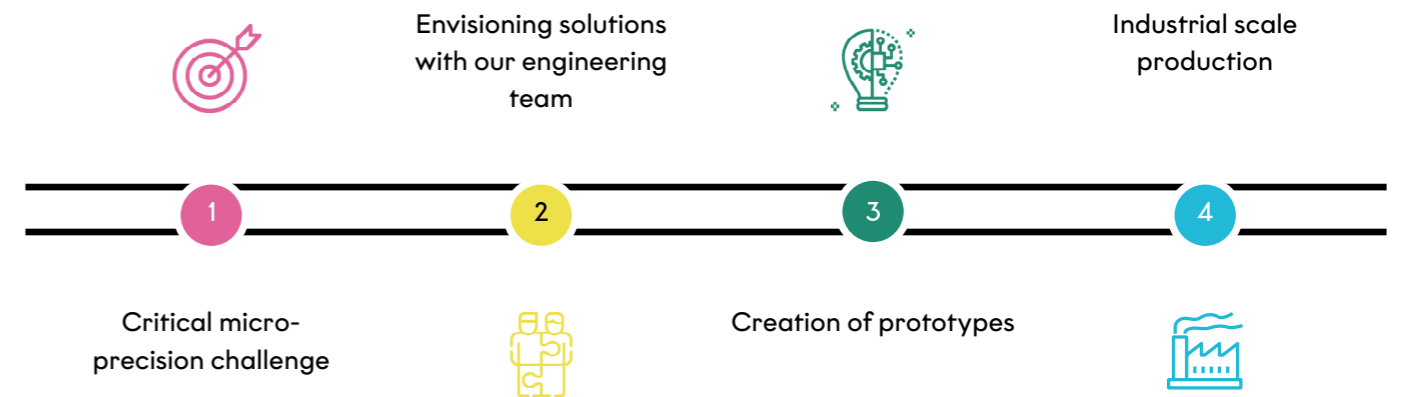 Envisioning solutions
with our engineering
team
Industrial scale
production
1
2
3
4
Critical micro-
precision challenge
Creation of prototypes